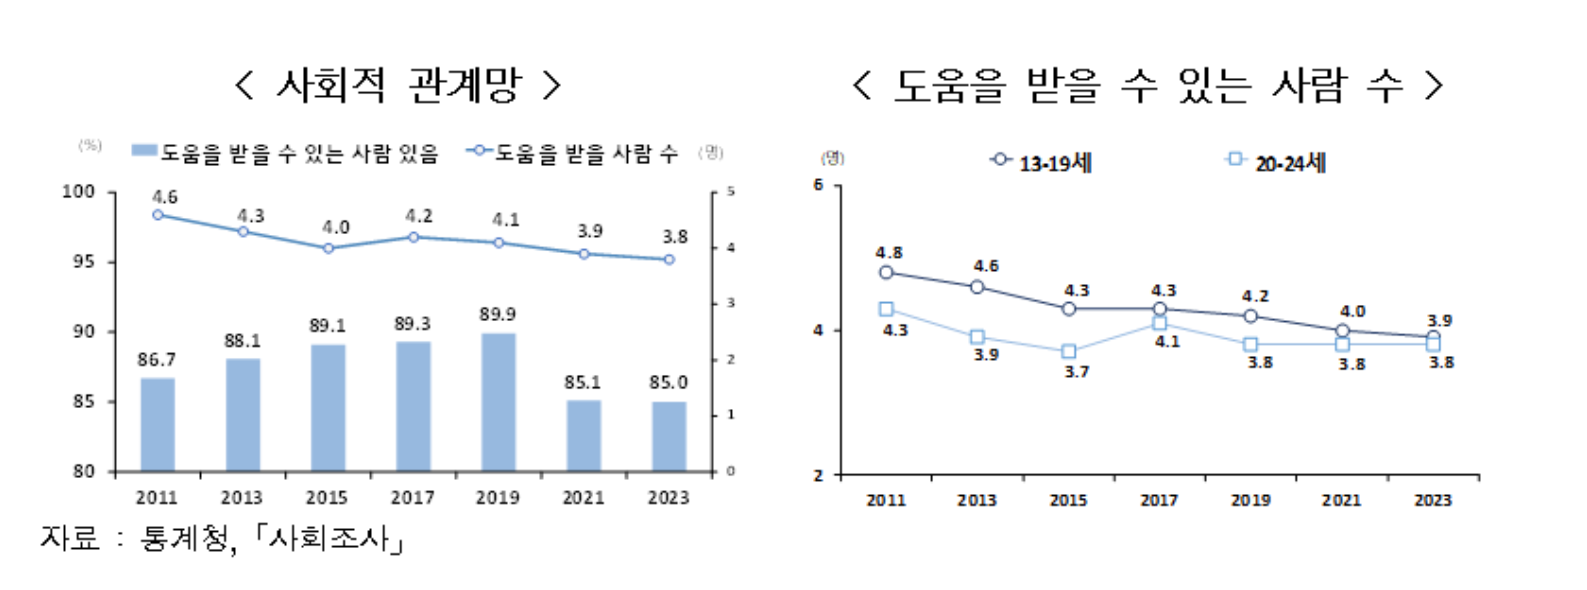 < 사회적 관계망 >
(%) 도움을 받을 수 있는 사람 있음 도움을 받을 사람 수 (명)
100 95 90 85 80
5 4 3 2 1 0
4.6 4.3 4.0 4.2 4.1 3.9 3.8
86.7 88.1 89.1 89.3 89.9 85.1 85.0
2011 2013 2015 2017 2019 2021 2023
< 도움을 받을 수 있는 사람 수 >
(명) 13-19세 20-24세
6 4 2
4.8 4.6 4.3 4.3 4.2 4.0 3.9
4.3 3.9 3.7 4.1 3.8 3.8 3.8
2011 2013 2015 2017 2019 2021 2023
자료 : 통계청, 「사회조사」